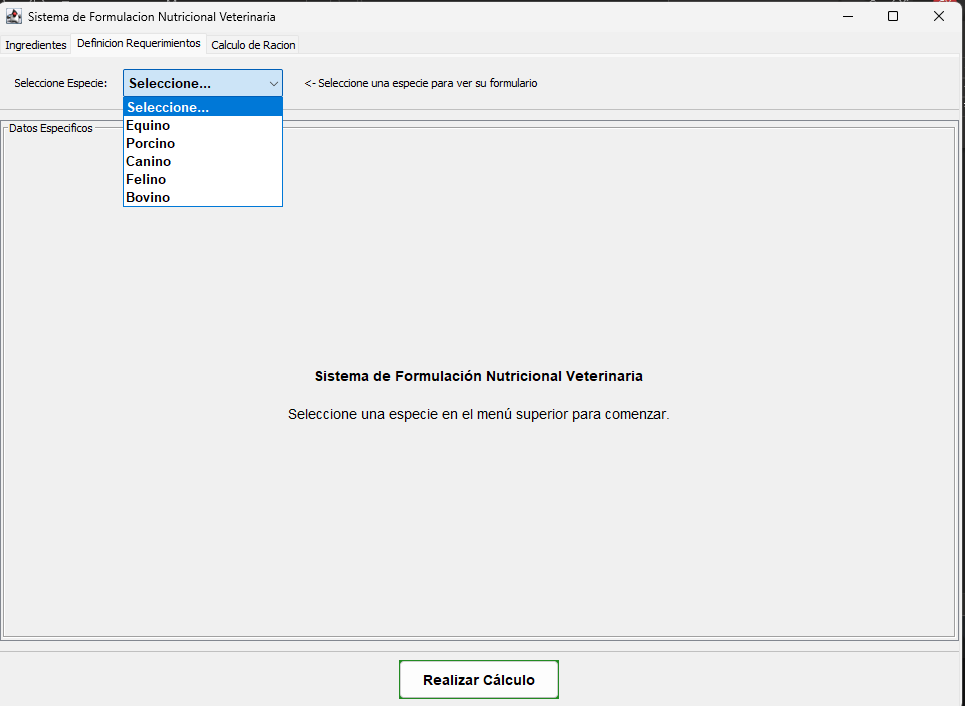 Sistema de Formulacion Nutricional Veterinaria
Ingredientes Definicion Requerimientos Calculo de Racion
Seleccione Especie: Seleccione... <- Seleccione una especie para ver su formulario
Seleccione...
Equino
Datos Especificos
Porcino
Canino
Felino
Bovino
Sistema de Formulación Nutricional Veterinaria
Seleccione una especie en el menú superior para comenzar.
Realizar Cálculo